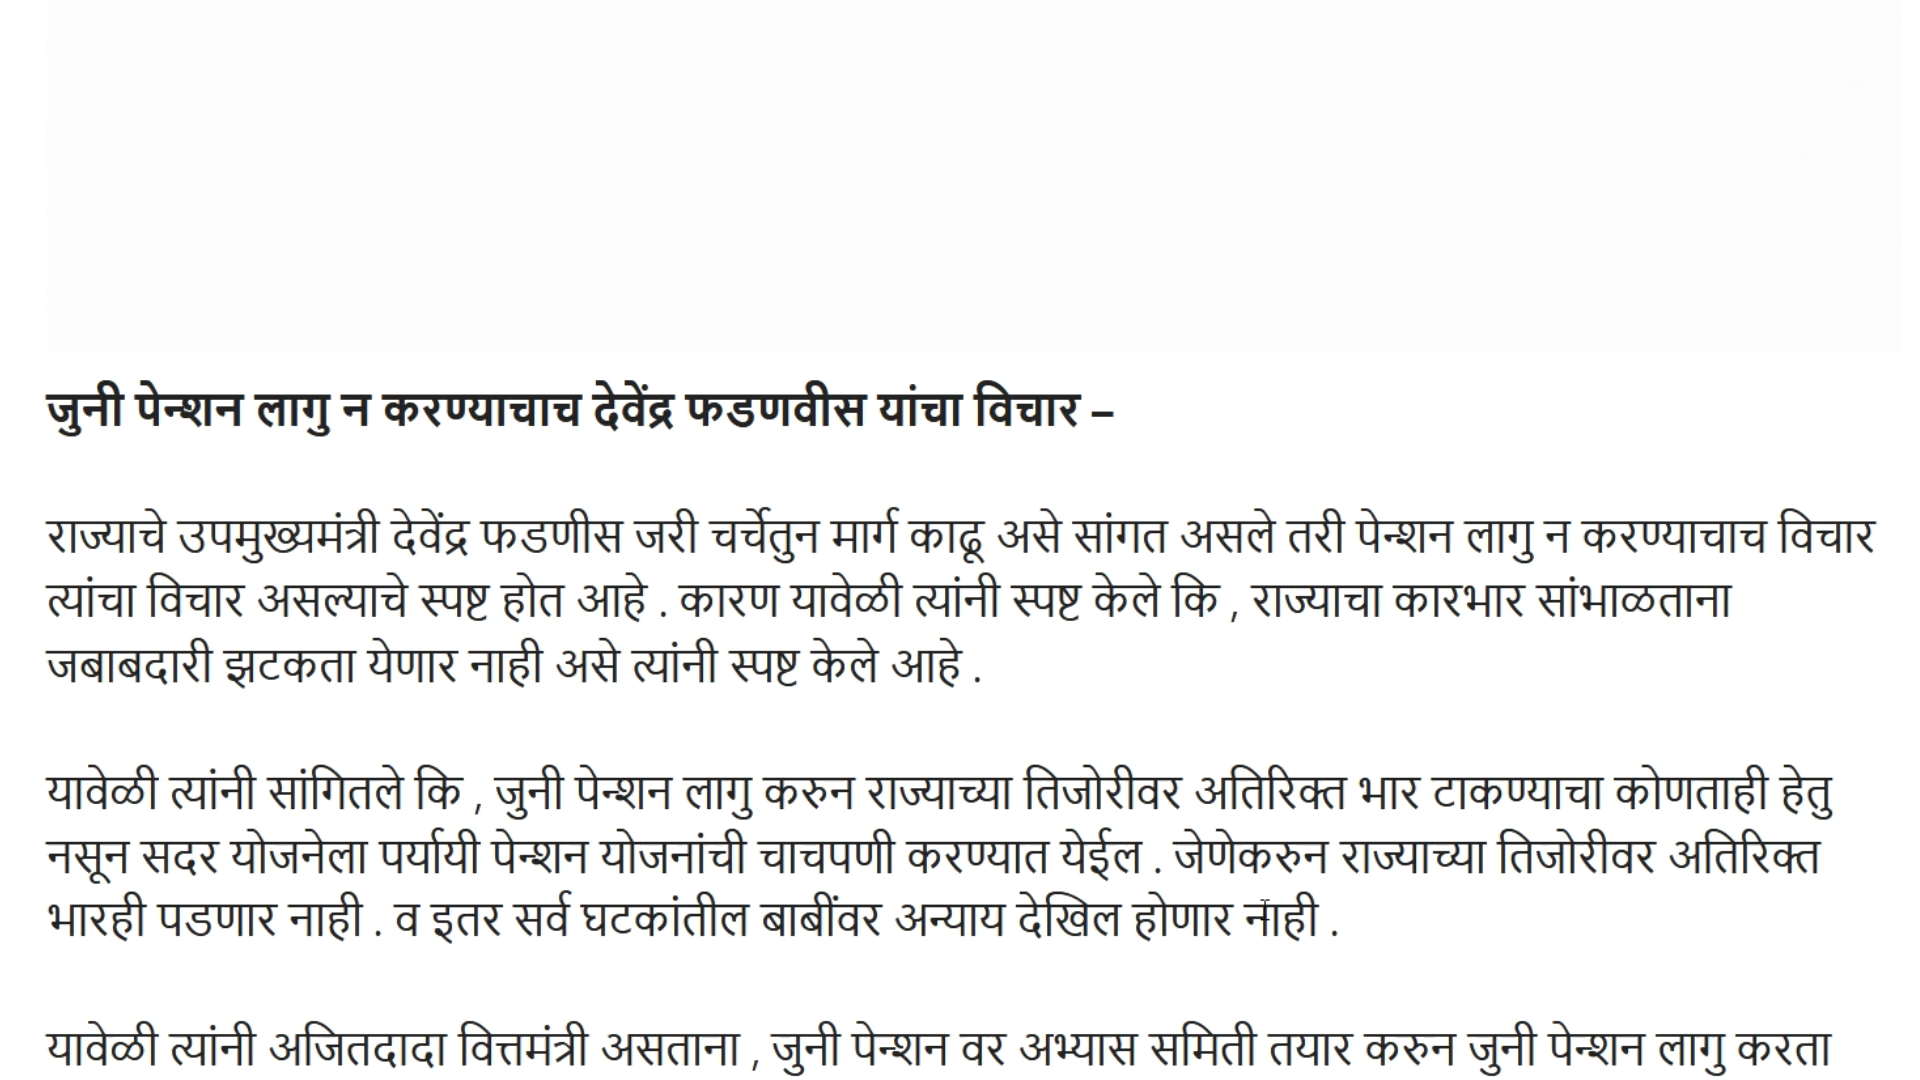 जुनी पेन्शन लागु न करण्याचाच देवेंद्र फडणवीस यांचा विचार –
राज्याचे उपमुख्यमंत्री देवेंद्र फडणीस जरी चर्चेतुन मार्ग काढू असे सांगत असले तरी पेन्शन लागु न करण्याचाच विचार
त्यांचा विचार असल्याचे स्पष्ट होत आहे . कारण यावेळी त्यांनी स्पष्ट केले कि , राज्याचा कारभार सांभाळताना
जबाबदारी झटकता येणार नाही असे त्यांनी स्पष्ट केले आहे .
यावेळी त्यांनी सांगितले कि , जुनी पेन्शन लागु करुन राज्याच्या तिजोरीवर अतिरिक्त भार टाकण्याचा कोणताही हेतु
नसून सदर योजनेला पर्यायी पेन्शन योजनांची चाचपणी करण्यात येईल . जेणेकरुन राज्याच्या तिजोरीवर अतिरिक्त
भारही पडणार नाही . व इतर सर्व घटकांतील बाबींवर अन्याय देखिल होणार नाही .
यावेळी त्यांनी अजितदादा वित्तमंत्री असताना , जुनी पेन्शन वर अभ्यास समिती तयार करुन जुनी पेन्शन लागु करता